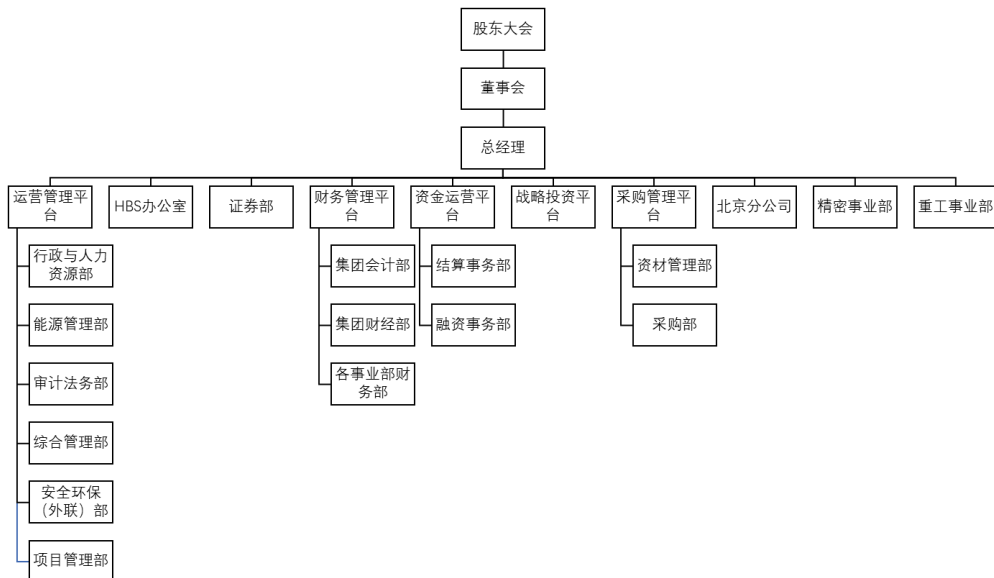 股东大会
董事会
总经理
运营管理平
台
HBS办公室
证券部
财务管理平
台
资金运营平
台
战略投资平
台
采购管理平
台
北京分公司
精密事业部
重工事业部
行政与人力
资源部
能源管理部
审计法务部
综合管理部
安全环保
（外联）部
项目管理部
集团会计部
集团财经部
各事业部财
务部
结算事务部
融资事务部
资材管理部
采购部